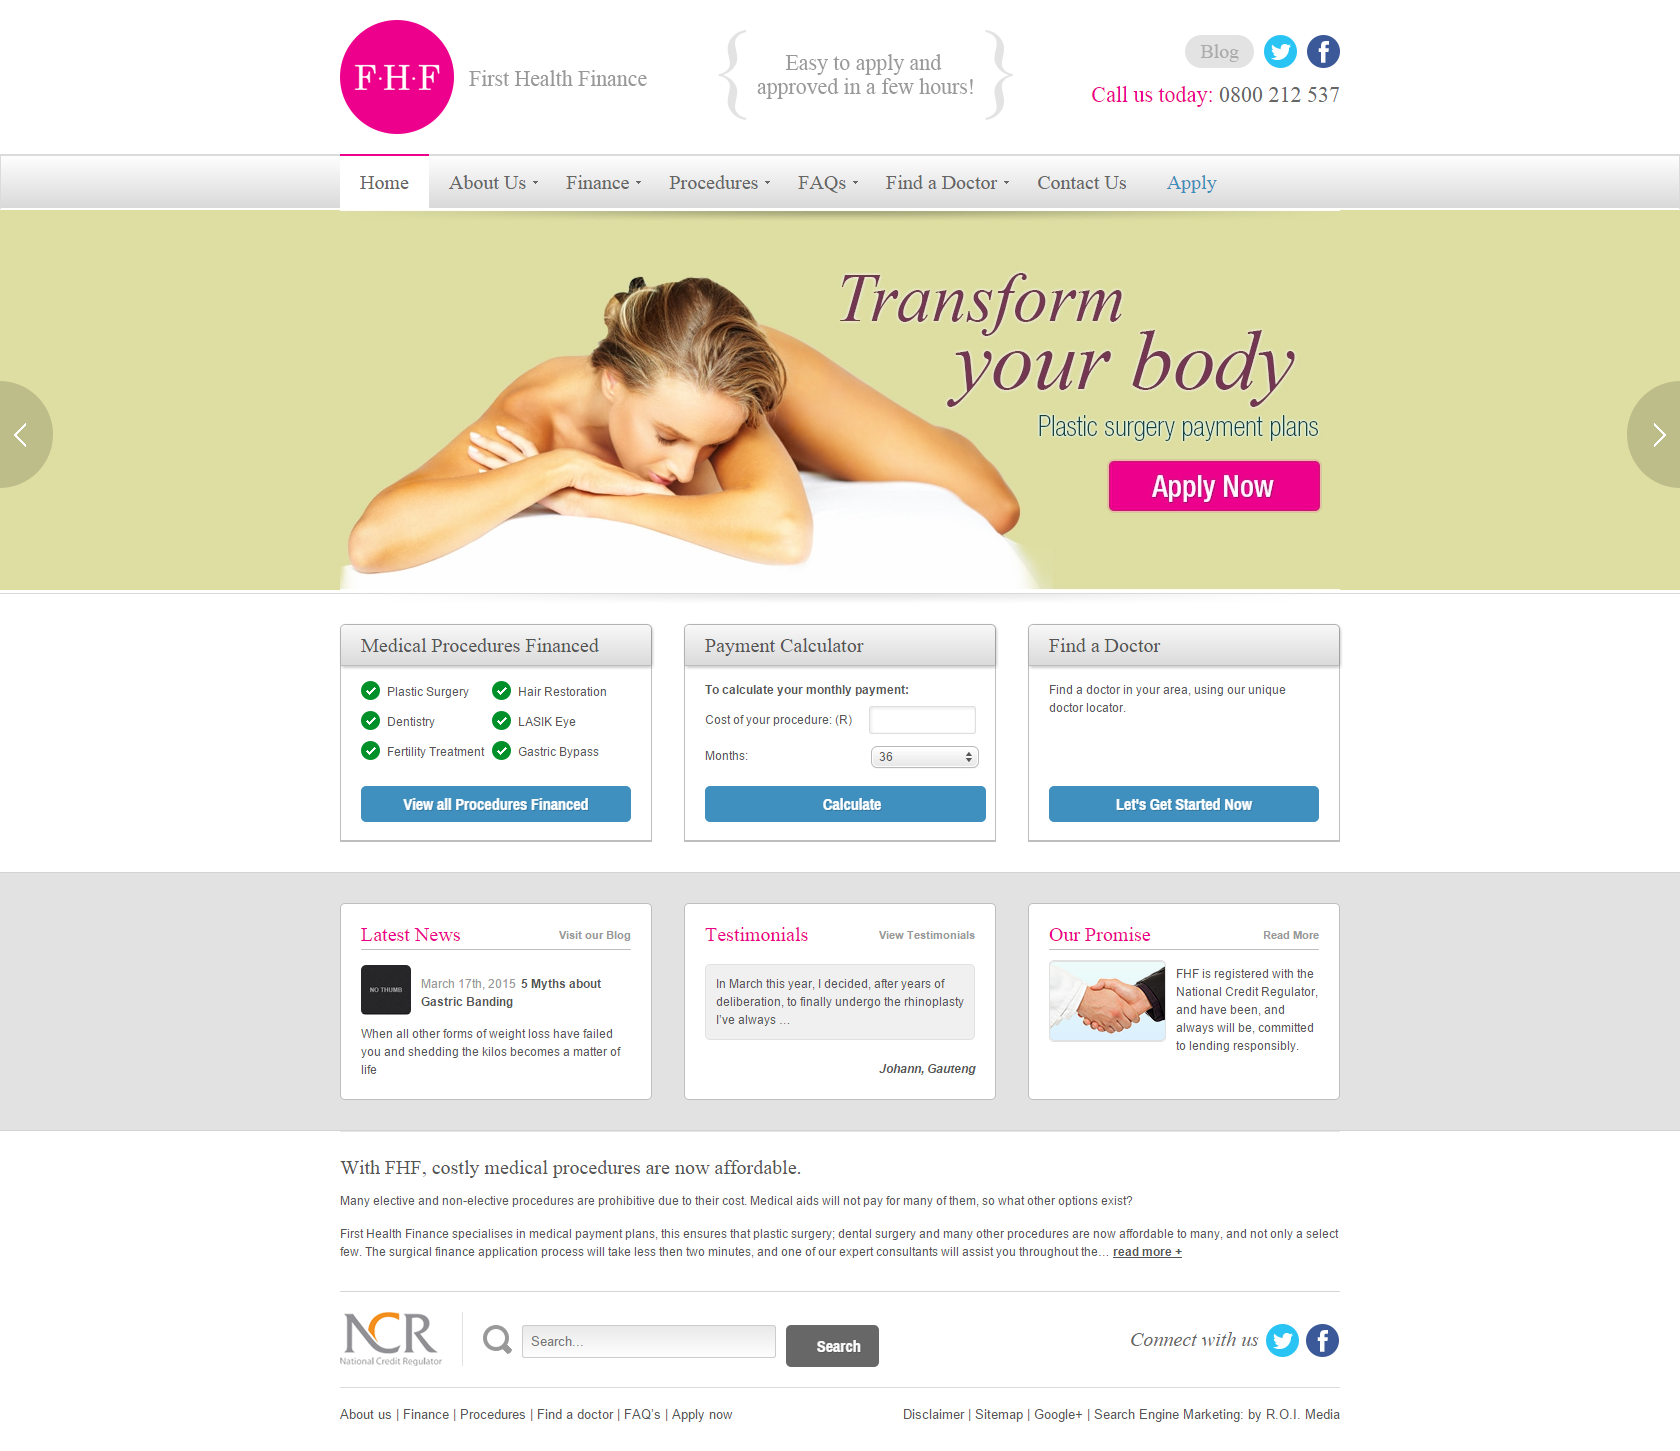 F·H·F
First Health Finance
Easy to apply and
approved in a few hours!
Blog
Call us today: 0800 212 537
Home
About Us
Finance
Procedures
FAQs
Find a Doctor
Contact Us
Apply
Transform
your body
Plastic surgery payment plans
Apply Now
Medical Procedures Financed
Plastic Surgery
Hair Restoration
Dentistry
LASIK Eye
Fertility Treatment
Gastric Bypass
View all Procedures Financed
Payment Calculator
To calculate your monthly payment:
Cost of your procedure: (R)
Months:
36
Calculate
Find a Doctor
Find a doctor in your area, using our unique
doctor locator.
Let's Get Started Now
Latest News
Visit our Blog
NO THUMB
March 17th, 2015 5 Myths about
Gastric Banding
When all other forms of weight loss have failed
you and shedding the kilos becomes a matter of
life
Testimonials
View Testimonials
In March this year, I decided, after years of
deliberation, to finally undergo the rhinoplasty
I've always ...
Johann, Gauteng
Our Promise
Read More
FHF is registered with the
National Credit Regulator,
and have been, and
always will be, committed
to lending responsibly.
With FHF, costly medical procedures are now affordable.
Many elective and non-elective procedures are prohibitive due to their cost. Medical aids will not pay for many of them, so what other options exist?
First Health Finance specialises in medical payment plans, this ensures that plastic surgery; dental surgery and many other procedures are now affordable to many, and not only a select
few. The surgical finance application process will take less then two minutes, and one of our expert consultants will assist you throughout the... read more +
NCR
National Credit Regulator
Search...
Search
Connect with us
About us | Finance | Procedures | Find a doctor | FAQ's | Apply now
Disclaimer | Sitemap | Google+ | Search Engine Marketing: by R.O.I. Media